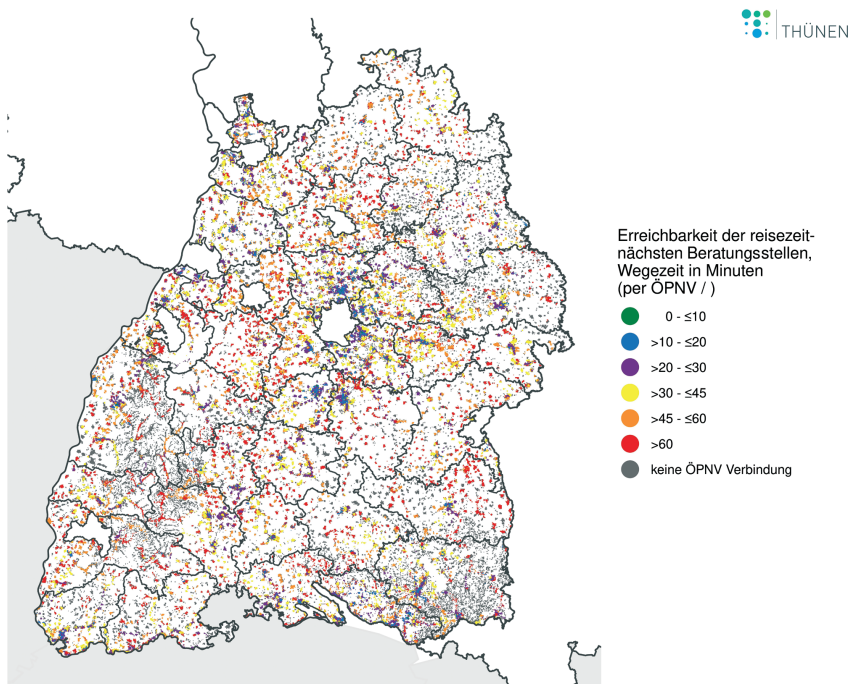 THÜNEN
Erreichbarkeit der reisezeit-
nächsten Beratungsstellen,
Wegezeit in Minuten
(per ÖPNV / )
0 - ≤10
>10 - ≤20
>20 - ≤30
>30 - ≤45
>45 - ≤60
>60
keine ÖPNV Verbindung